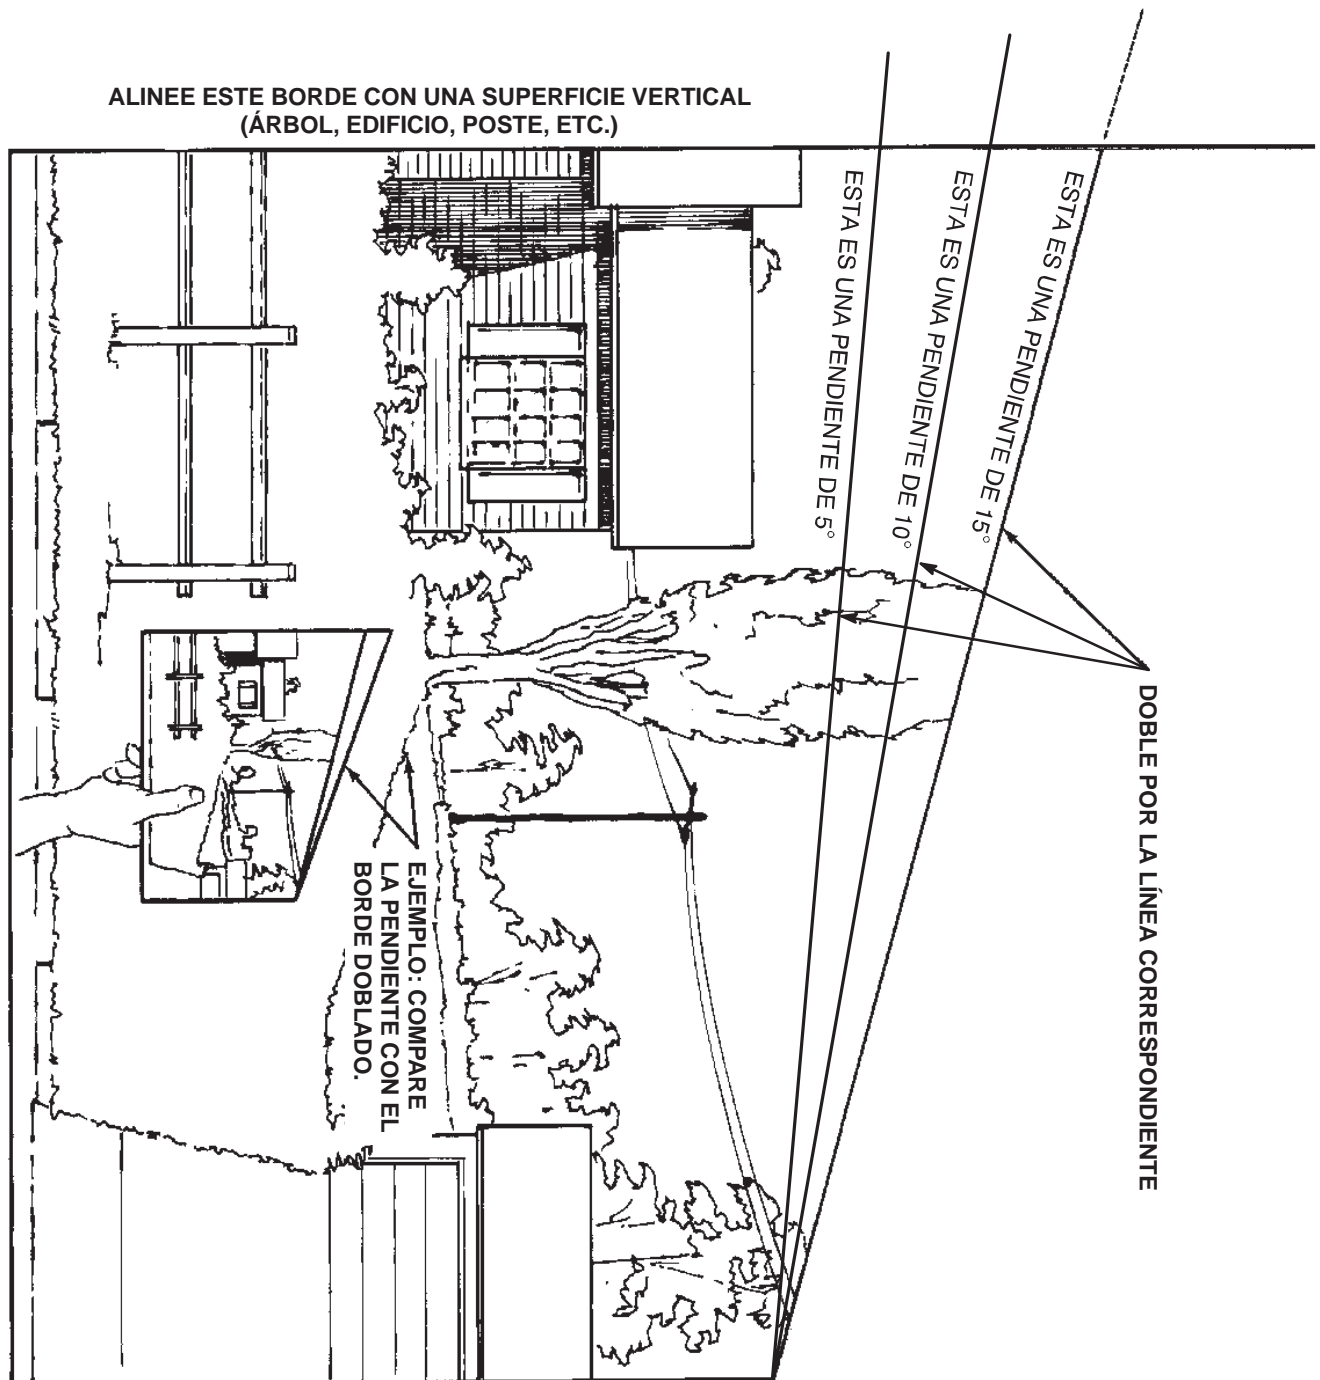 ALINEE ESTE BORDE CON UNA SUPERFICIE VERTICAL
(ÁRBOL, EDIFICIO, POSTE, ETC.)
ESTA ES UNA PENDIENTE DE 5°
ESTA ES UNA PENDIENTE DE 10°
ESTA ES UNA PENDIENTE DE 15°
DOBLE POR LA LÍNEA CORRESPONDIENTE
EJEMPLO: COMPARE
LA PENDIENTE CON EL
BORDE DOBLADO.